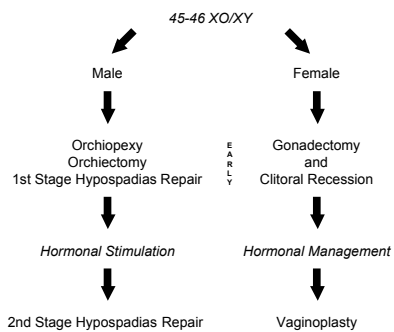 45-46 XO/XY
Male
Female
Orchiopexy
Orchiectomy
1st Stage Hypospadias Repair
EARLY
Gonadectomy
and
Clitoral Recession
Hormonal Stimulation
Hormonal Management
2nd Stage Hypospadias Repair
Vaginoplasty